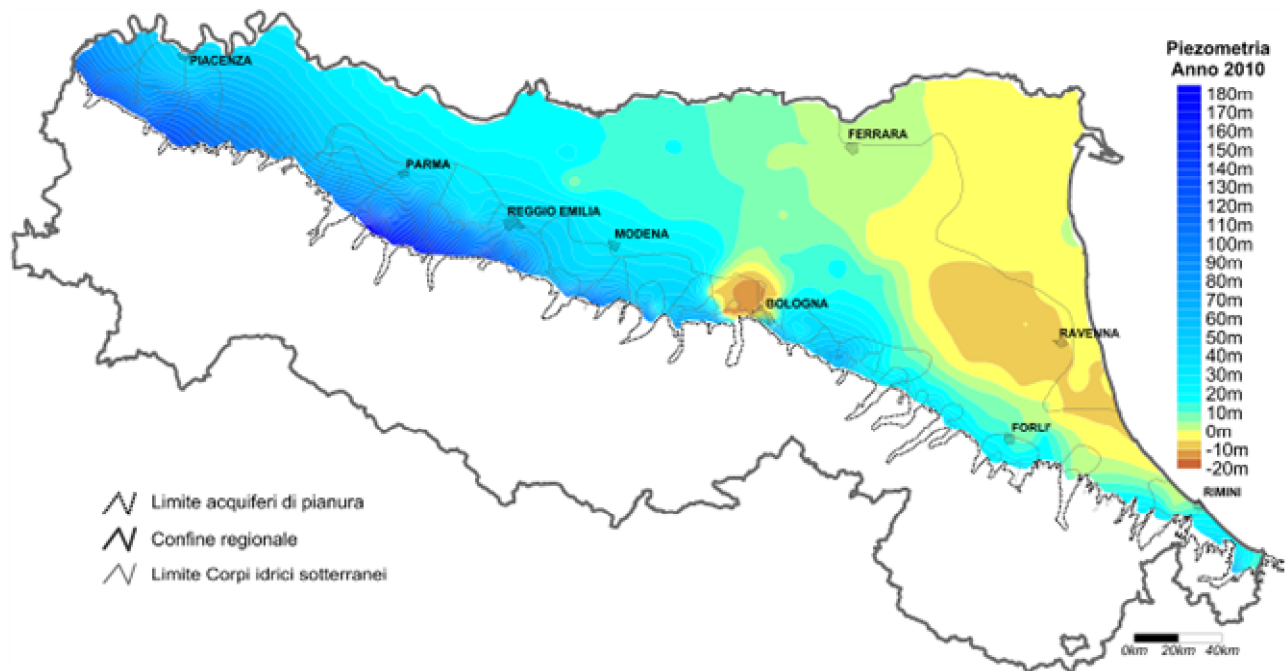 Piezometria
Anno 2010
180m
170m
160m
150m
140m
130m
120m
110m
100m
90m
80m
70m
60m
50m
40m
30m
20m
10m
0m
-10m
-20m
PIACENZA
PARMA
REGGIO EMILIA
MODENA
BOLOGNA
FERRARA
RAVENNA
FORLI'
RIMINI
Limite acquiferi di pianura
Confine regionale
Limite Corpi idrici sotterranei
0km 20km 40km